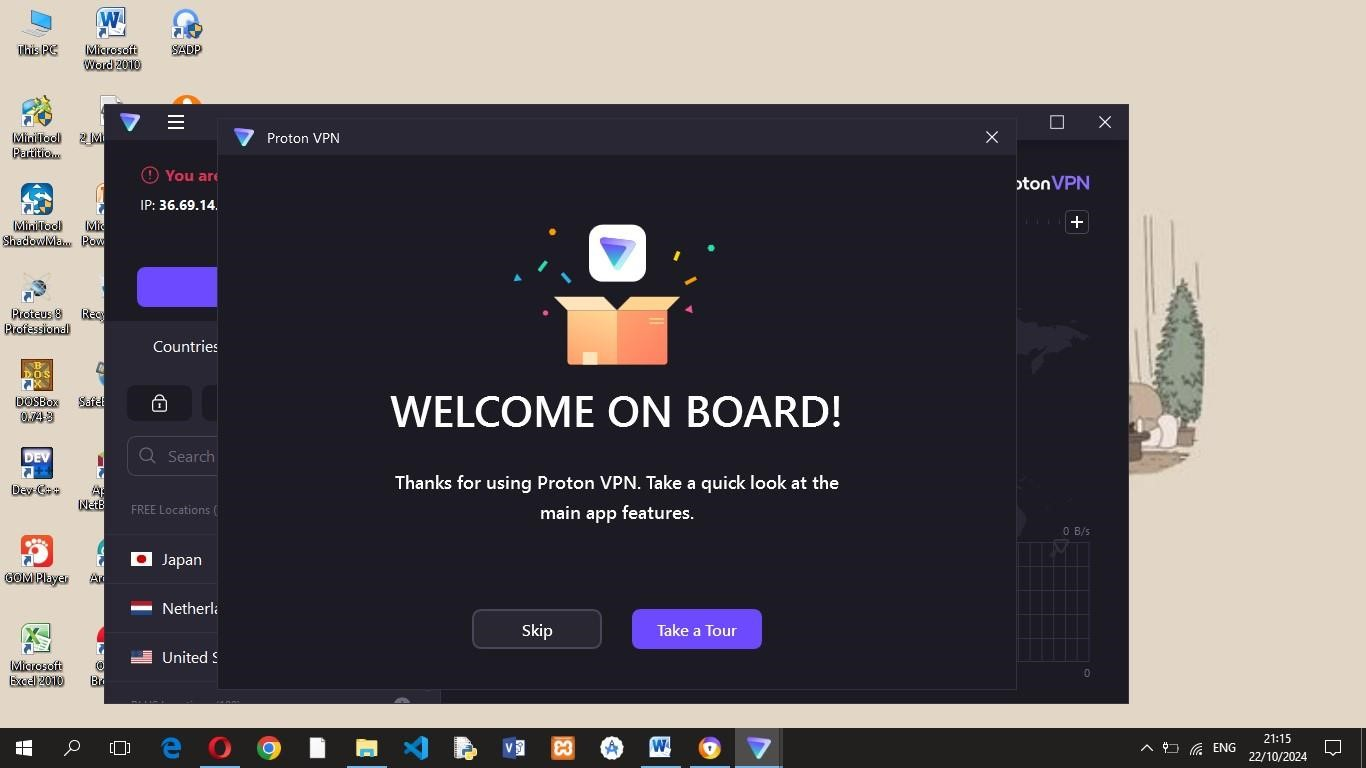 This PC
Microsoft
Word 2010
SADP
MiniTool
Partitio...
MiniTool
ShadowMa...
Proteus 8
Professional
DOSBox
0.74-3
Dev-C++
GOM Player
Microsoft
Excel 2010
Proton VPN
You are
IP: 36.69.14.
Countries
Search
FREE Locations (
Japan
United S
WELCOME ON BOARD!
Thanks for using Proton VPN. Take a quick look at the
main app features.
Skip
Take a Tour
VPN
0 B/s
0
ENG
21:15
22/10/2024